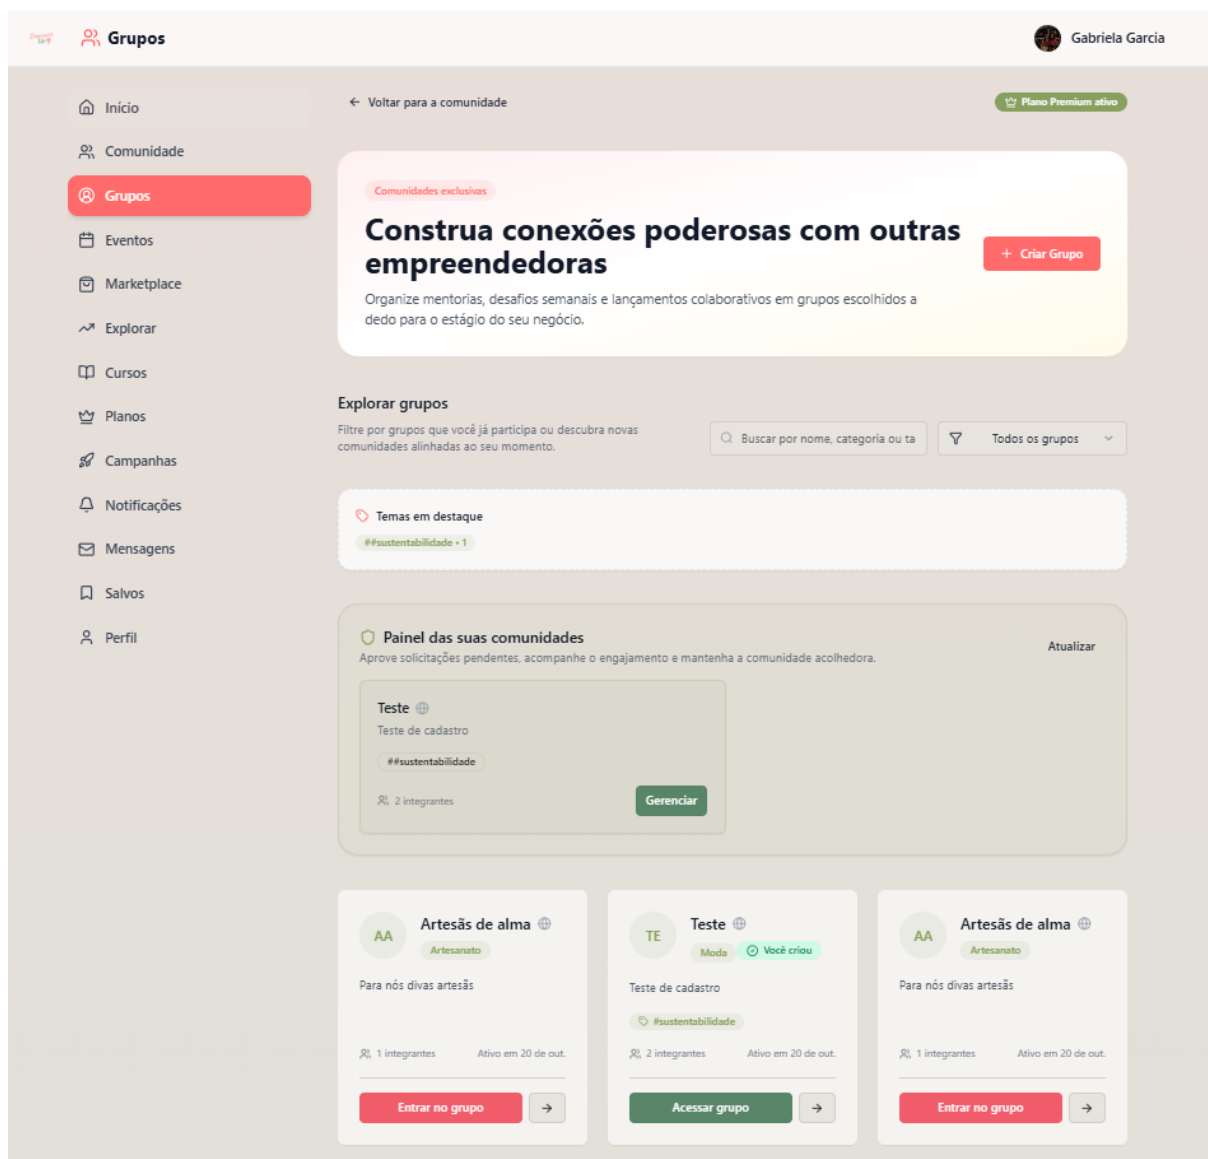 Grupos
Gabriela Garcia
Início
Comunidade
Grupos
Eventos
Marketplace
Explorar
Cursos
Planos
Campanhas
Notificações
Mensagens
Salvos
Perfil
Voltar para a comunidade
Plano Premium ativo
Comunidades exclusivas
Construa conexões poderosas com outras
empreendedoras
Organize mentorias, desafios semanais e lançamentos colaborativos em grupos escolhidos a
dedo para o estágio do seu negócio.
+ Criar Grupo
Explorar grupos
Filtre por grupos que você já participa ou descubra novas
comunidades alinhadas ao seu momento.
Buscar por nome, categoria ou ta
Todos os grupos
Temas em destaque
##sustentabilidade • 1
Painel das suas comunidades
Aprove solicitações pendentes, acompanhe o engajamento e mantenha a comunidade acolhedora.
Atualizar
Teste
Teste de cadastro
##sustentabilidade
2 integrantes
Gerenciar
AA
Artesãs de alma
Artesanato
Para nós divas artesãs
1 integrantes
Ativo em 20 de out.
Entrar no grupo
TE
Teste
Moda
Você criou
Teste de cadastro
#sustentabilidade
2 integrantes
Ativo em 20 de out.
Acessar grupo
AA
Artesãs de alma
Artesanato
Para nós divas artesãs
1 integrantes
Ativo em 20 de out.
Entrar no grupo